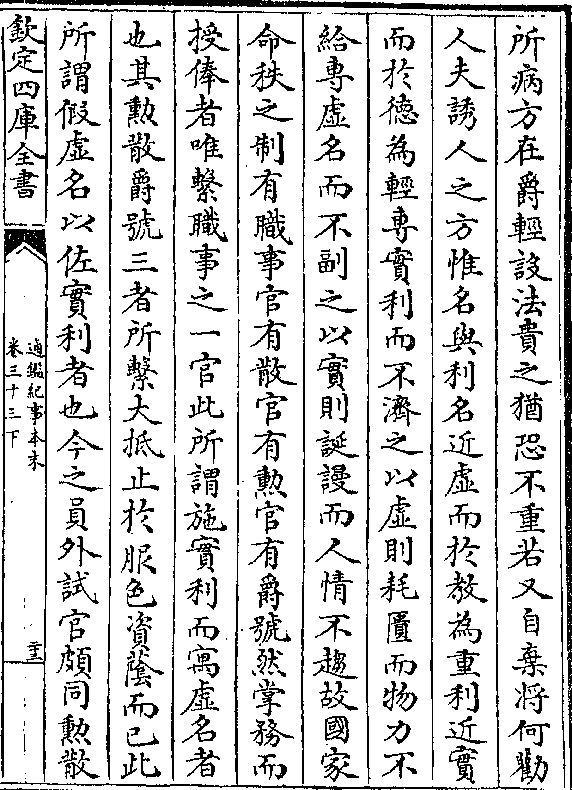 所病方在爵輕設法貴之猶恐不重若又自棄将何勸
人夫誘人之方惟名與利名近虚而於教為重利近實
而於德為輕專實利而不濟之以虚則耗匱而物力不
給專虚名而不副之以實則誕謾而人情不趨故國家
命秩之制有職事官有散官有勲官有爵號然掌務而
授俸者唯繫職事之一官此所謂施實利而寓虚名者
也其勲散爵號三者所繫大抵止於服色資蔭而已此
所謂假虚名以佐實利者也今之員外試官頗同勲散
欽定四庫全書
通鑑紀事本末
卷三十三下